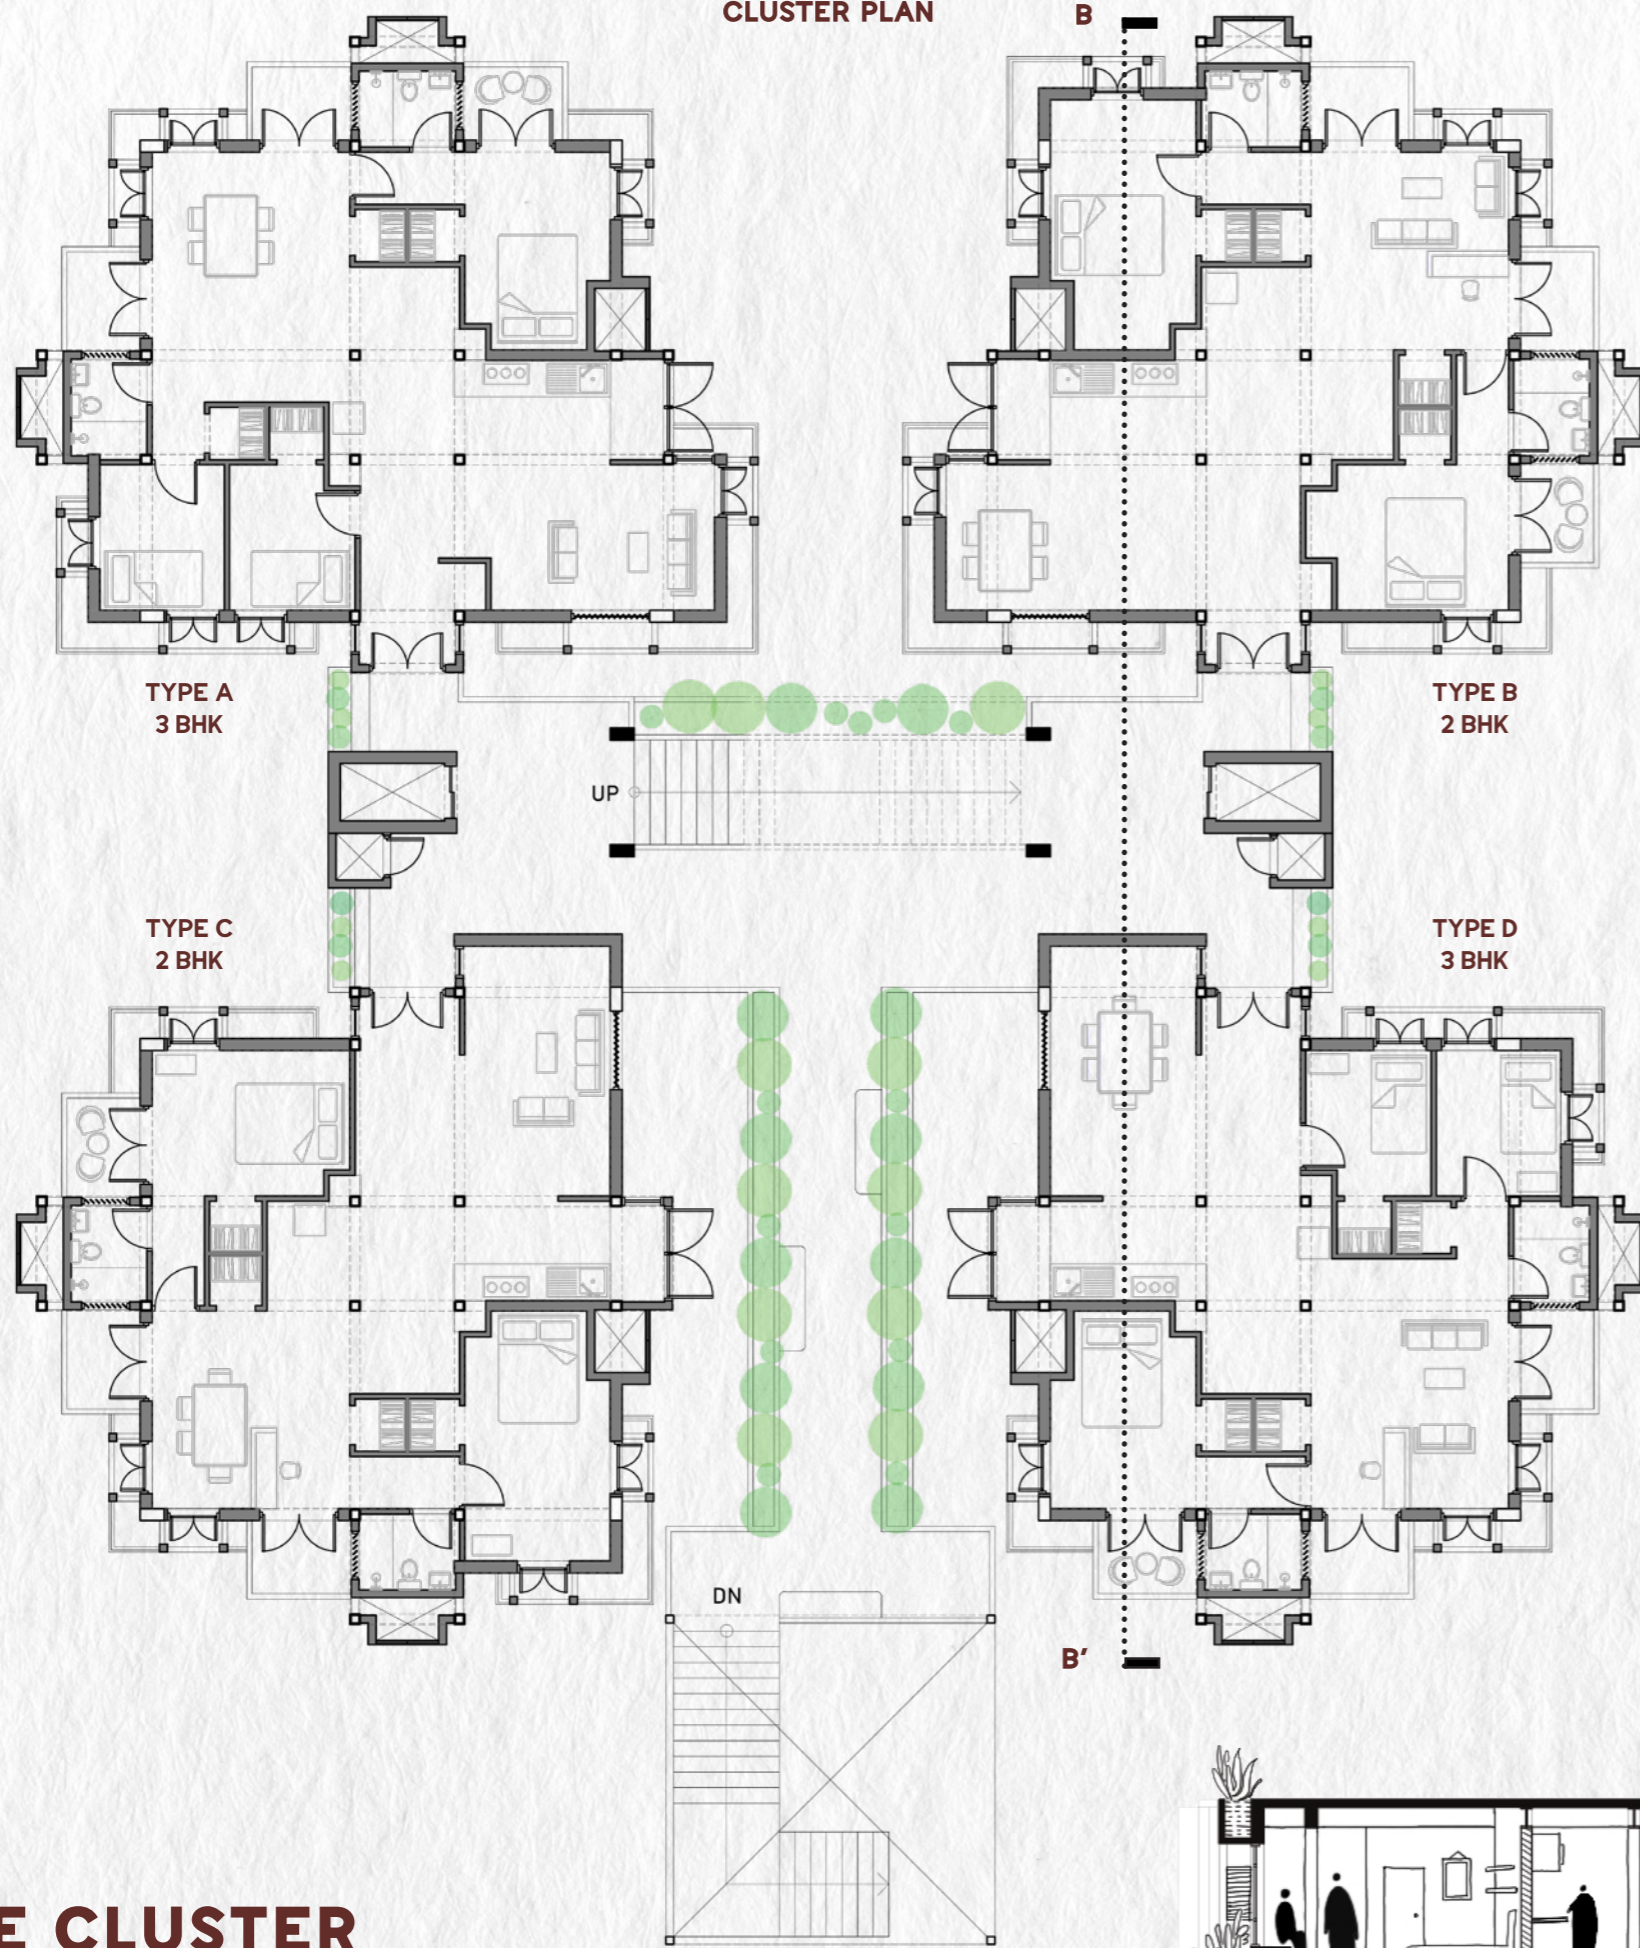 CLUSTER PLAN
B
TYPE A
3 BHK
TYPE B
2 BHK
UP
TYPE C
2 BHK
TYPE D
3 BHK
DN
B'
E CLUSTER